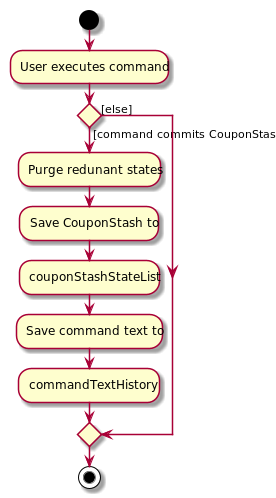 User executes command
[else]
[command commits CouponStas
Purge redunant states
Save CouponStash to
couponStashStateList
Save command text to
commandTextHistory